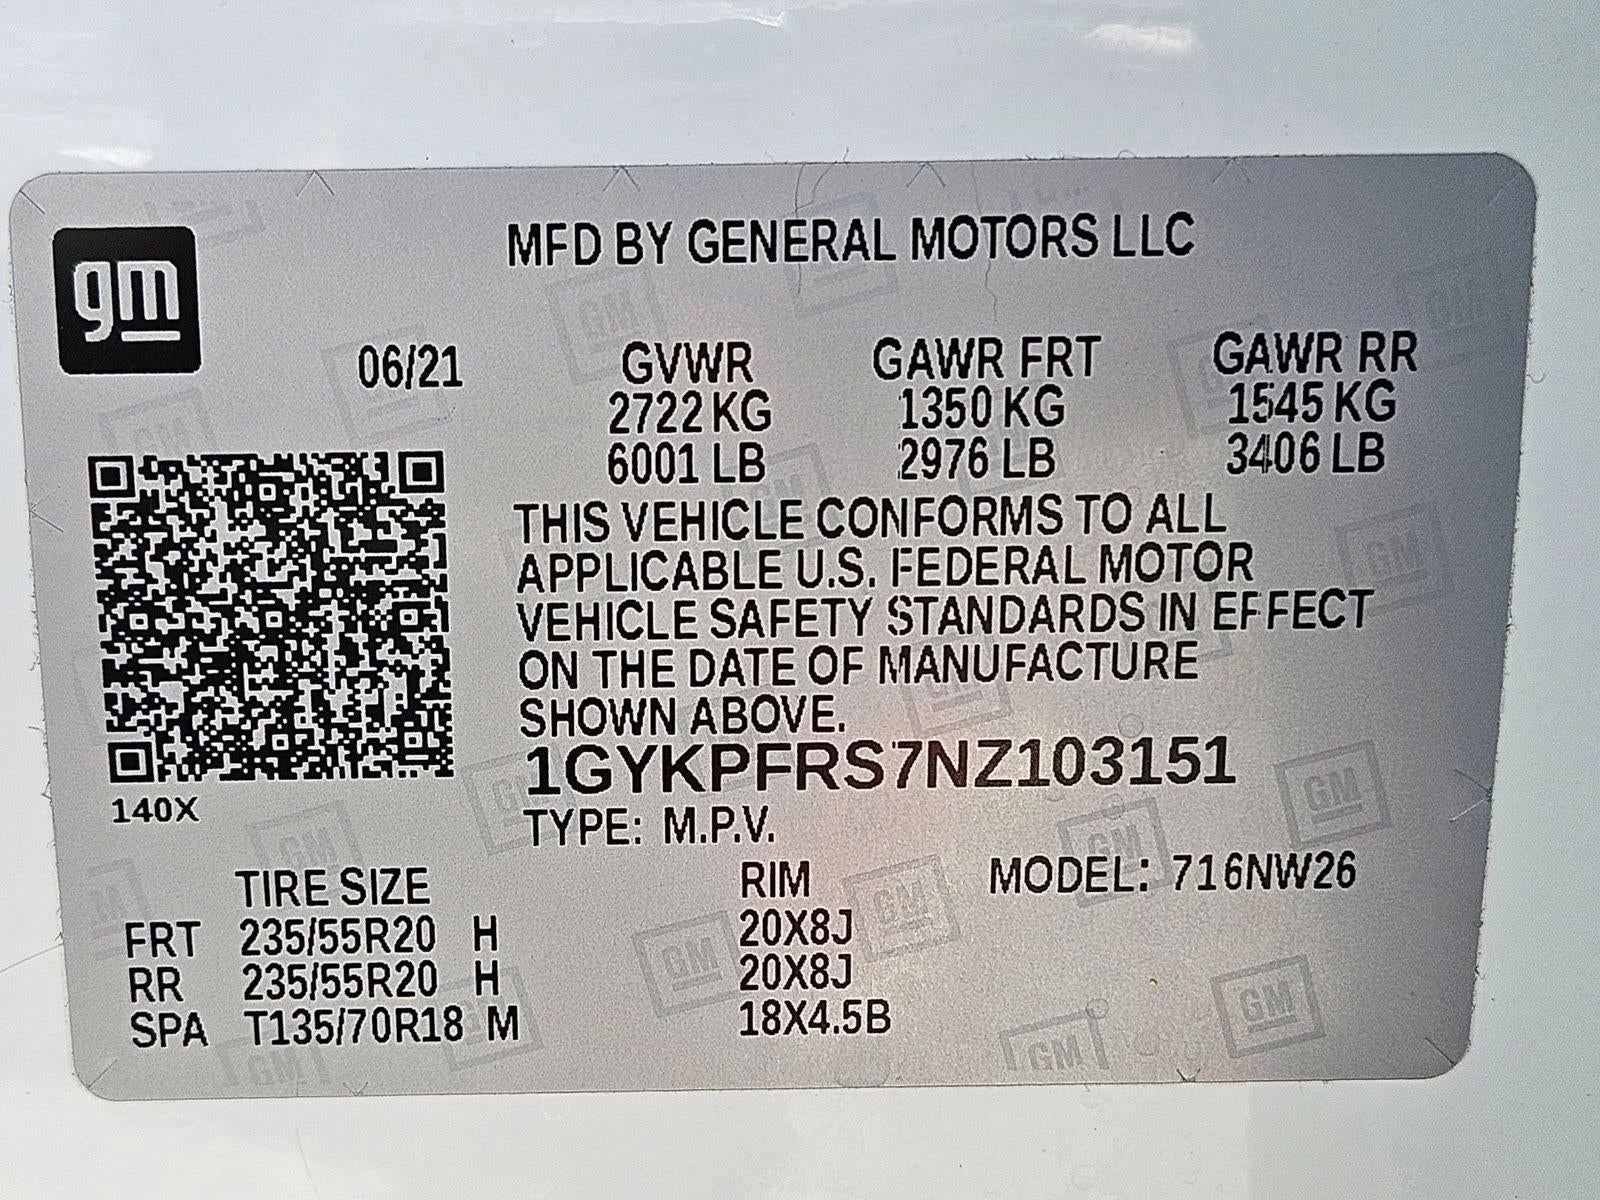 gm
MFD BY GENERAL MOTORS LLC
06/21 GVWR GAWR FRT GAWR RR
2722 KG 1350 KG 1545 KG
6001 LB 2976 LB 3406 LB
THIS VEHICLE CONFORMS TO ALL
APPLICABLE U.S. FEDERAL MOTOR
VEHICLE SAFETY STANDARDS IN EFFECT
ON THE DATE OF MANUFACTURE
SHOWN ABOVE.
1GYKPFRS7NZ103151
140X
TYPE: M.P.V.
TIRE SIZE RIM MODEL: 716NW26
FRT 235/55R20 H 20X8J
RR 235/55R20 H 20X8J
SPA T135/70R18 M 18X4.5B